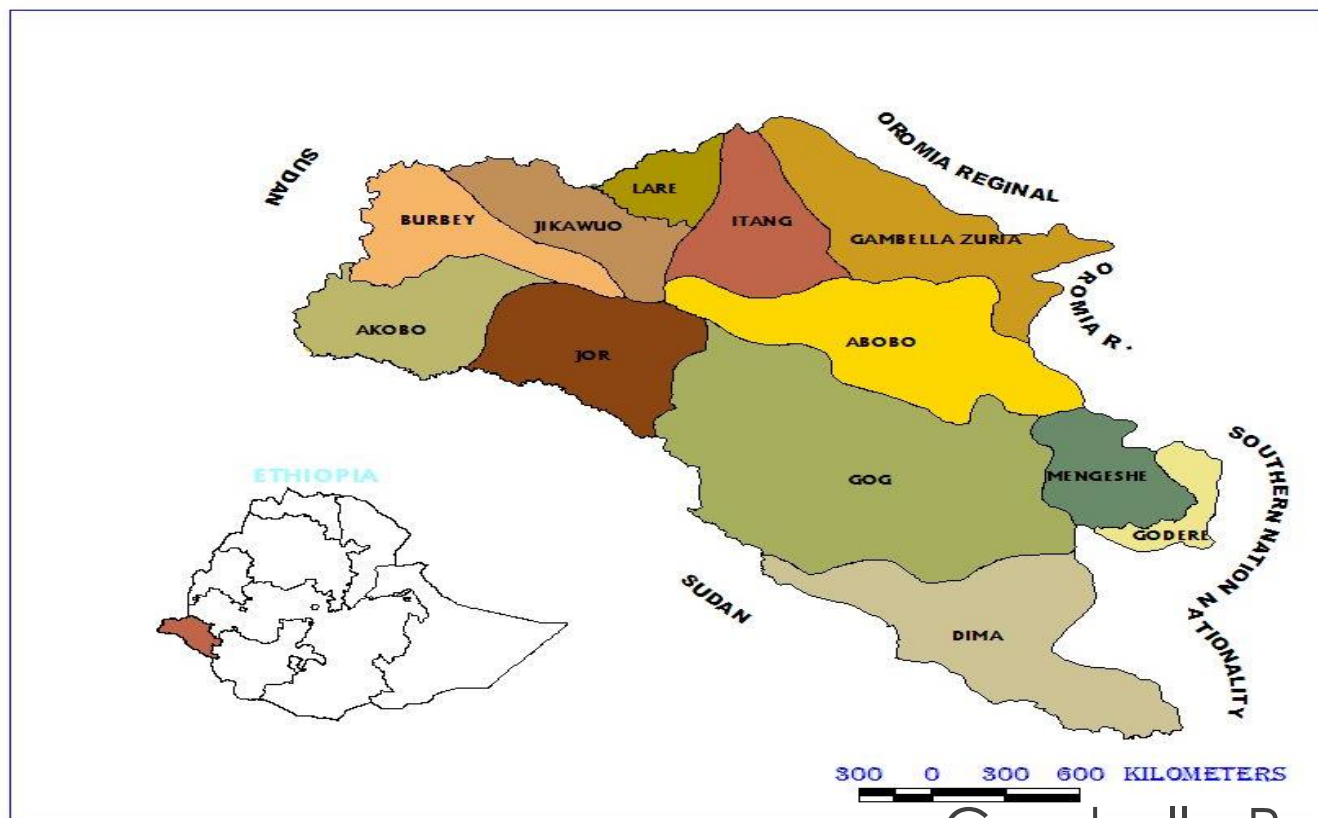 OROMIA REGINAL
SUDAN
LARE
BURBEY
JIKAWUO
ITANG
GAMBELLA ZURIA
OROMIA R'
AKOBO
JOR
ABOBO
SOUTHERN NATION NATIONALITY
ETHIOPIA
GOG
MENGESHE
GODERE
SUDAN
DIMA
300 0 300 600 KILOMETERS